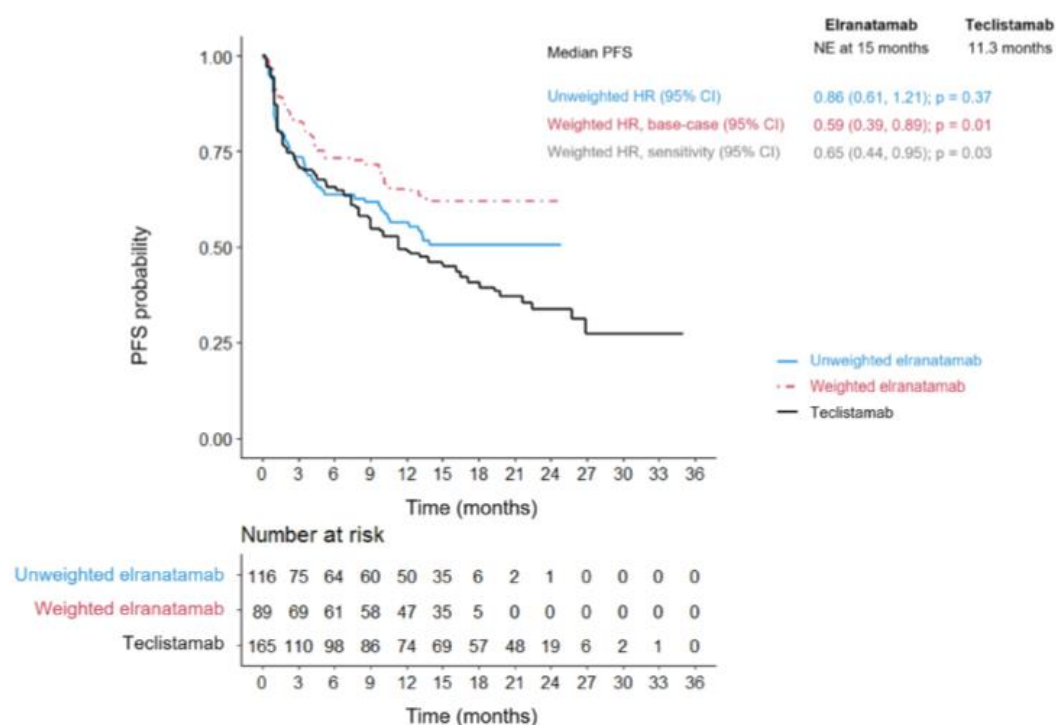 Elranatamab Teclistamab
Median PFS NE at 15 months 11.3 months
Unweighted HR (95% CI) 0.86 (0.61, 1.21); p = 0.37
Weighted HR, base-case (95% CI) 0.59 (0.39, 0.89); p = 0.01
Weighted HR, sensitivity (95% CI) 0.65 (0.44, 0.95); p = 0.03
PFS probability
1.00
0.75
0.50
0.25
0.00
Unweighted elranatamab
Weighted elranatamab
Teclistamab
0 3 6 9 12 15 18 21 24 27 30 33 36
Time (months)
Number at risk
Unweighted elranatamab 116 75 64 60 50 35 6 2 1 0 0 0 0
Weighted elranatamab 89 69 61 58 47 35 5 0 0 0 0 0 0
Teclistamab 165 110 98 86 74 69 57 48 19 6 2 1 0
0 3 6 9 12 15 18 21 24 27 30 33 36
Time (months)